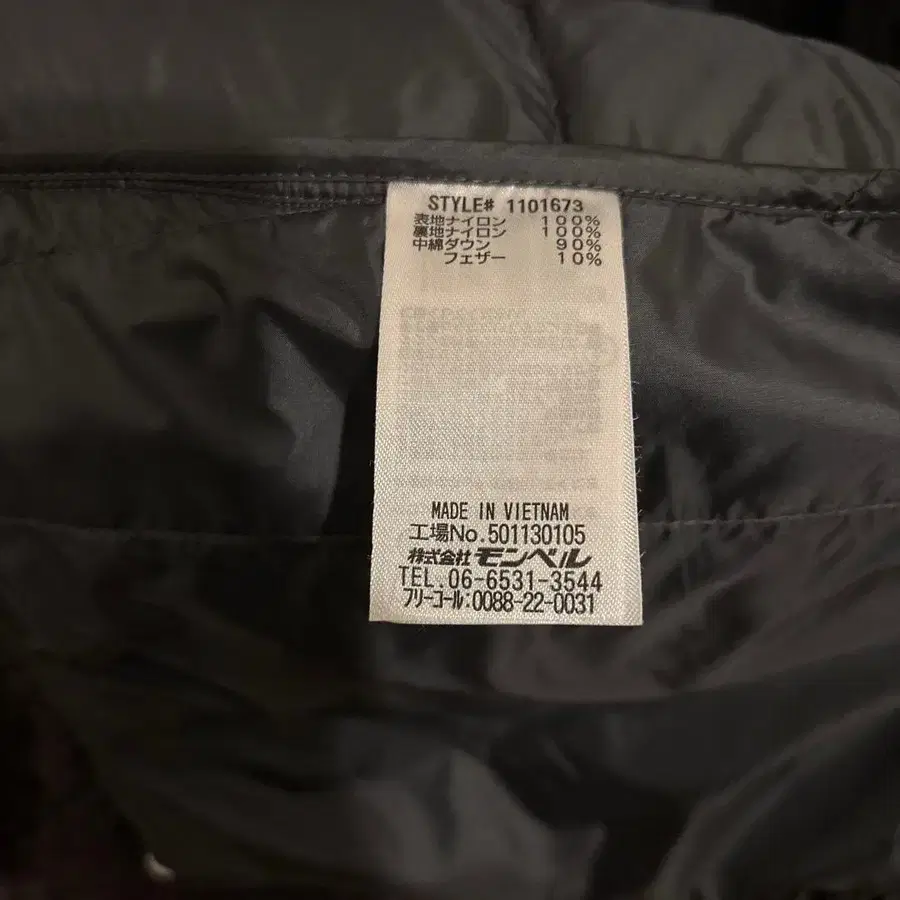 STYLE# 1101673
表地ナイロン 100%
裏地ナイロン 100%
中綿ダウン 90%
フェザー 10%
MADE IN VIETNAM
工場No.501130105
株式会社 モンベル
TEL.06-6531-3544
フリーコール:0088-22-0031